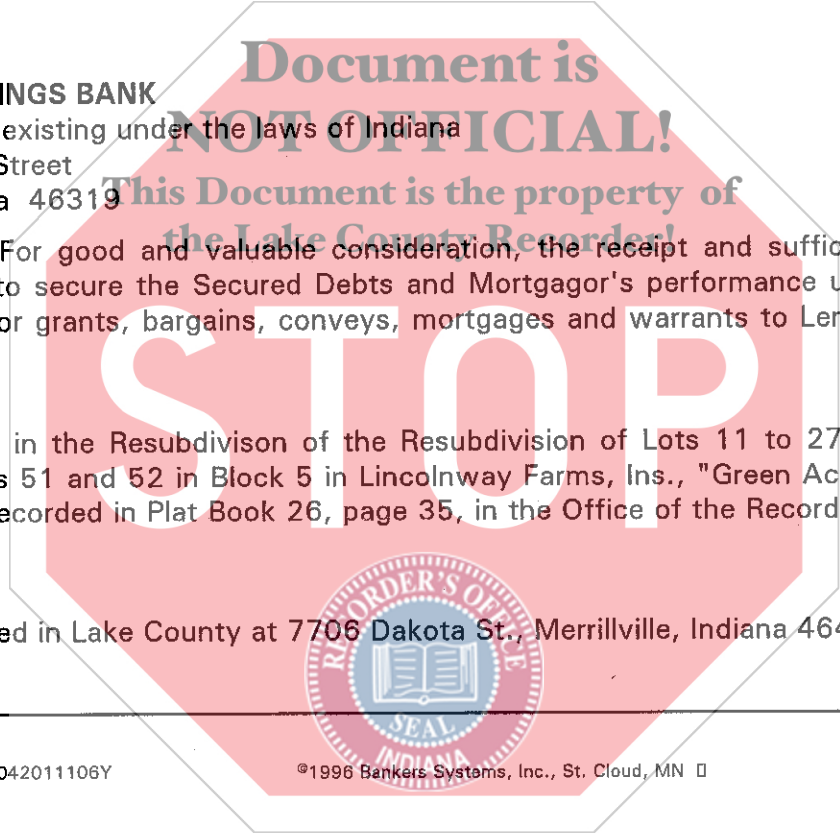 Document is
INGS BANK
NOT OFFICIAL!
existing under the laws of Indiana
Street
This Document is the property of
a 46319
the Lake County Recorder!
For good and valuable consideration, the receipt and suffic
to secure the Secured Debts and Mortgagor's performance u
or grants, bargains, conveys, mortgages and warrants to Len
STOP
in the Resubdivison of the Resubdivision of Lots 11 to 27
s 51 and 52 in Block 5 in Lincolnway Farms, Ins., "Green Ac
ecorded in Plat Book 26, page 35, in the Office of the Record
RECORDER'S OFFICE
ed in Lake County at 7706 Dakota St., Merrillville, Indiana 464
SEAL
INDIANA
042011106Y
©1996 Bankers Systems, Inc., St. Cloud, MN